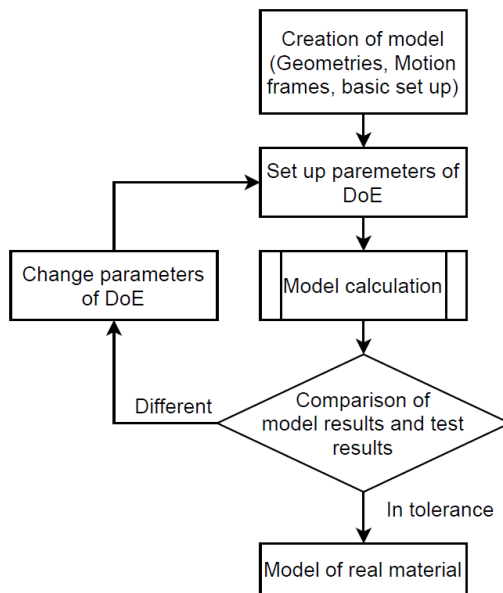 Creation of model
(Geometries, Motion
frames, basic set up)
Set up paremeters of
DoE
Change parameters
of DoE
Model calculation
Different
Comparison of
model results and test
results
In tolerance
Model of real material